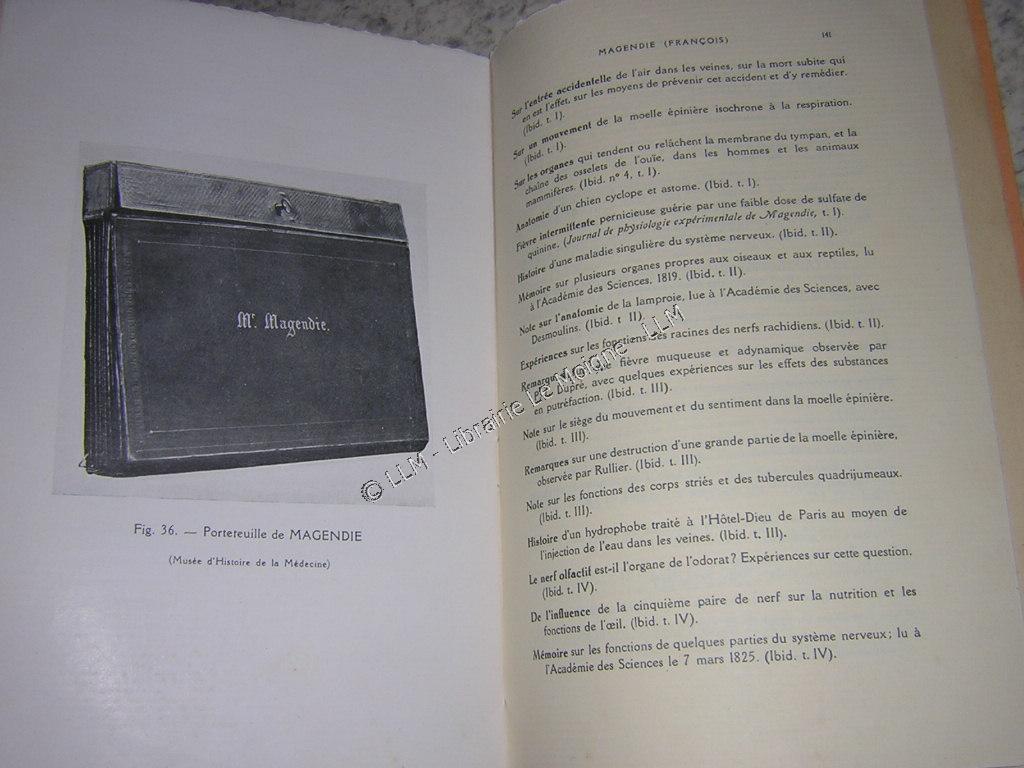 Mr. Magendie.
Fig. 36. — Portefeuille de MAGENDIE
(Musée d'Histoire de la Médecine)
MAGENDIE (FRANÇOIS)
141
Sur l'entrée accidentelle de l'air dans les veines, sur la mort subite qui
en est l'effet, sur les moyens de prévenir cet accident et d'y remédier.
(Ibid. t. I).
Sur un mouvement de la moelle épinière isochrone à la respiration.
(Ibid. t. I).
Sur les organes qui tendent ou relâchent la membrane du tympan, et la
chaîne des osselets de l'ouïe, dans les hommes et les animaux
mammifères. (Ibid. n° 4, t. I).
Anatomie d'un chien cyclope et astome. (Ibid. t. I).
Fièvre intermittente pernicieuse guérie par une faible dose de sulfate de
quinine. (Journal de physiologie expérimentale de Magendie, t. I).
Histoire d'une maladie singulière du système nerveux. (Ibid. t. II).
Mémoire sur plusieurs organes propres aux oiseaux et aux reptiles, lu
à l'Académie des Sciences, 1819. (Ibid. t. II).
Note sur l'anatomie de la lamproie, lue à l'Académie des Sciences, avec
Desmoulins. (Ibid. t. II).
Expériences sur les fonctions des racines des nerfs rachidiens. (Ibid. t. II).
Remarques fièvre muqueuse et adynamique observée par
Dupré, avec quelques expériences sur les effets des substances
en putréfaction. (Ibid. t. III).
Note sur le siège du mouvement et du sentiment dans la moelle épinière.
(Ibid. t. III).
Remarques sur une destruction d'une grande partie de la moelle épinière,
observée par Rullier. (Ibid. t. III).
Note sur les fonctions des corps striés et des tubercules quadrijumeaux.
(Ibid. t. III).
Histoire d'un hydrophobe traité à l'Hôtel-Dieu de Paris au moyen de
l'injection de l'eau dans les veines. (Ibid. t. III).
Le nerf olfactif est-il l'organe de l'odorat ? Expériences sur cette question.
(Ibid. t. IV).
De l'influence de la cinquième paire de nerf sur la nutrition et les
fonctions de l'œil. (Ibid. t. IV).
Mémoire sur les fonctions de quelques parties du système nerveux ; lu à
l'Académie des Sciences le 7 mars 1825. (Ibid. t. IV).
© LLM - Librairie Le Moigne LLM